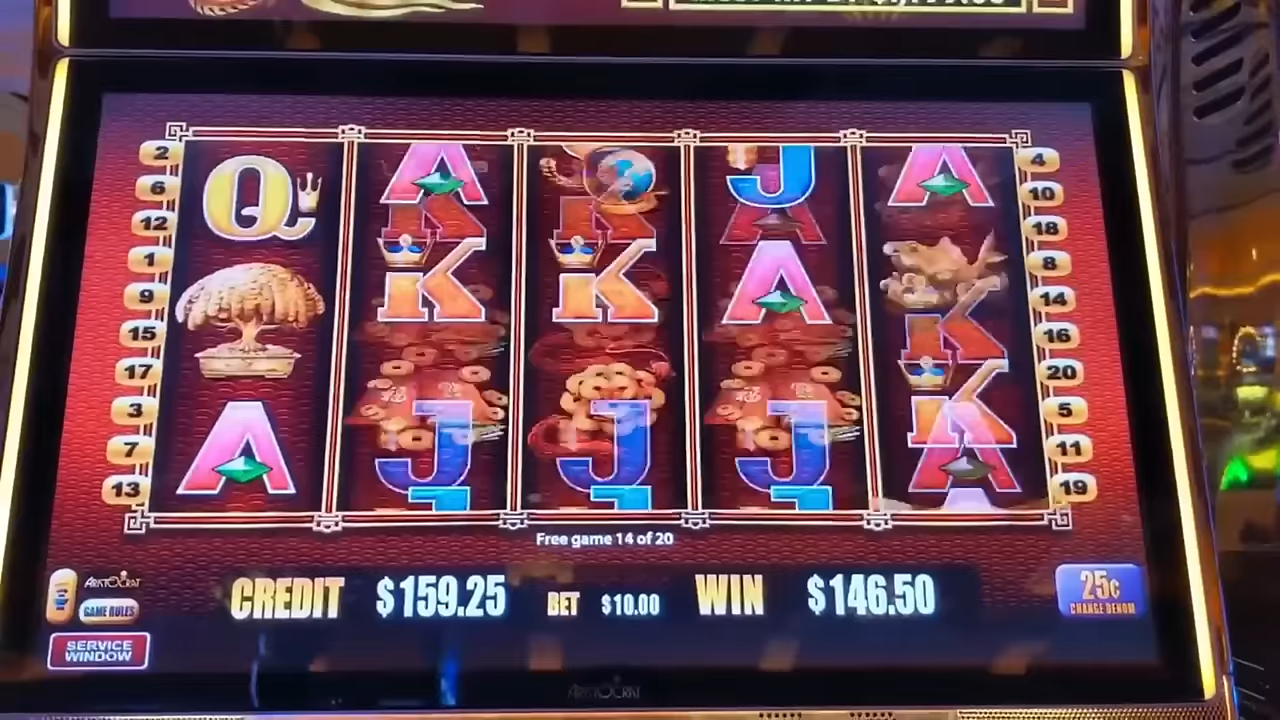 2 4
6 10
12 18
1 8
9 14
15 16
17 20
3 5
7 11
13 19
Q A J A
K K A K
A J J J A
Free game 14 of 20
ARISTOCRAT
GAME RULES
CREDIT $159.25 BET $10.00 WIN $146.50
25¢
CHANGE DENOM
SERVICE
WINDOW
ARISTOCRAT